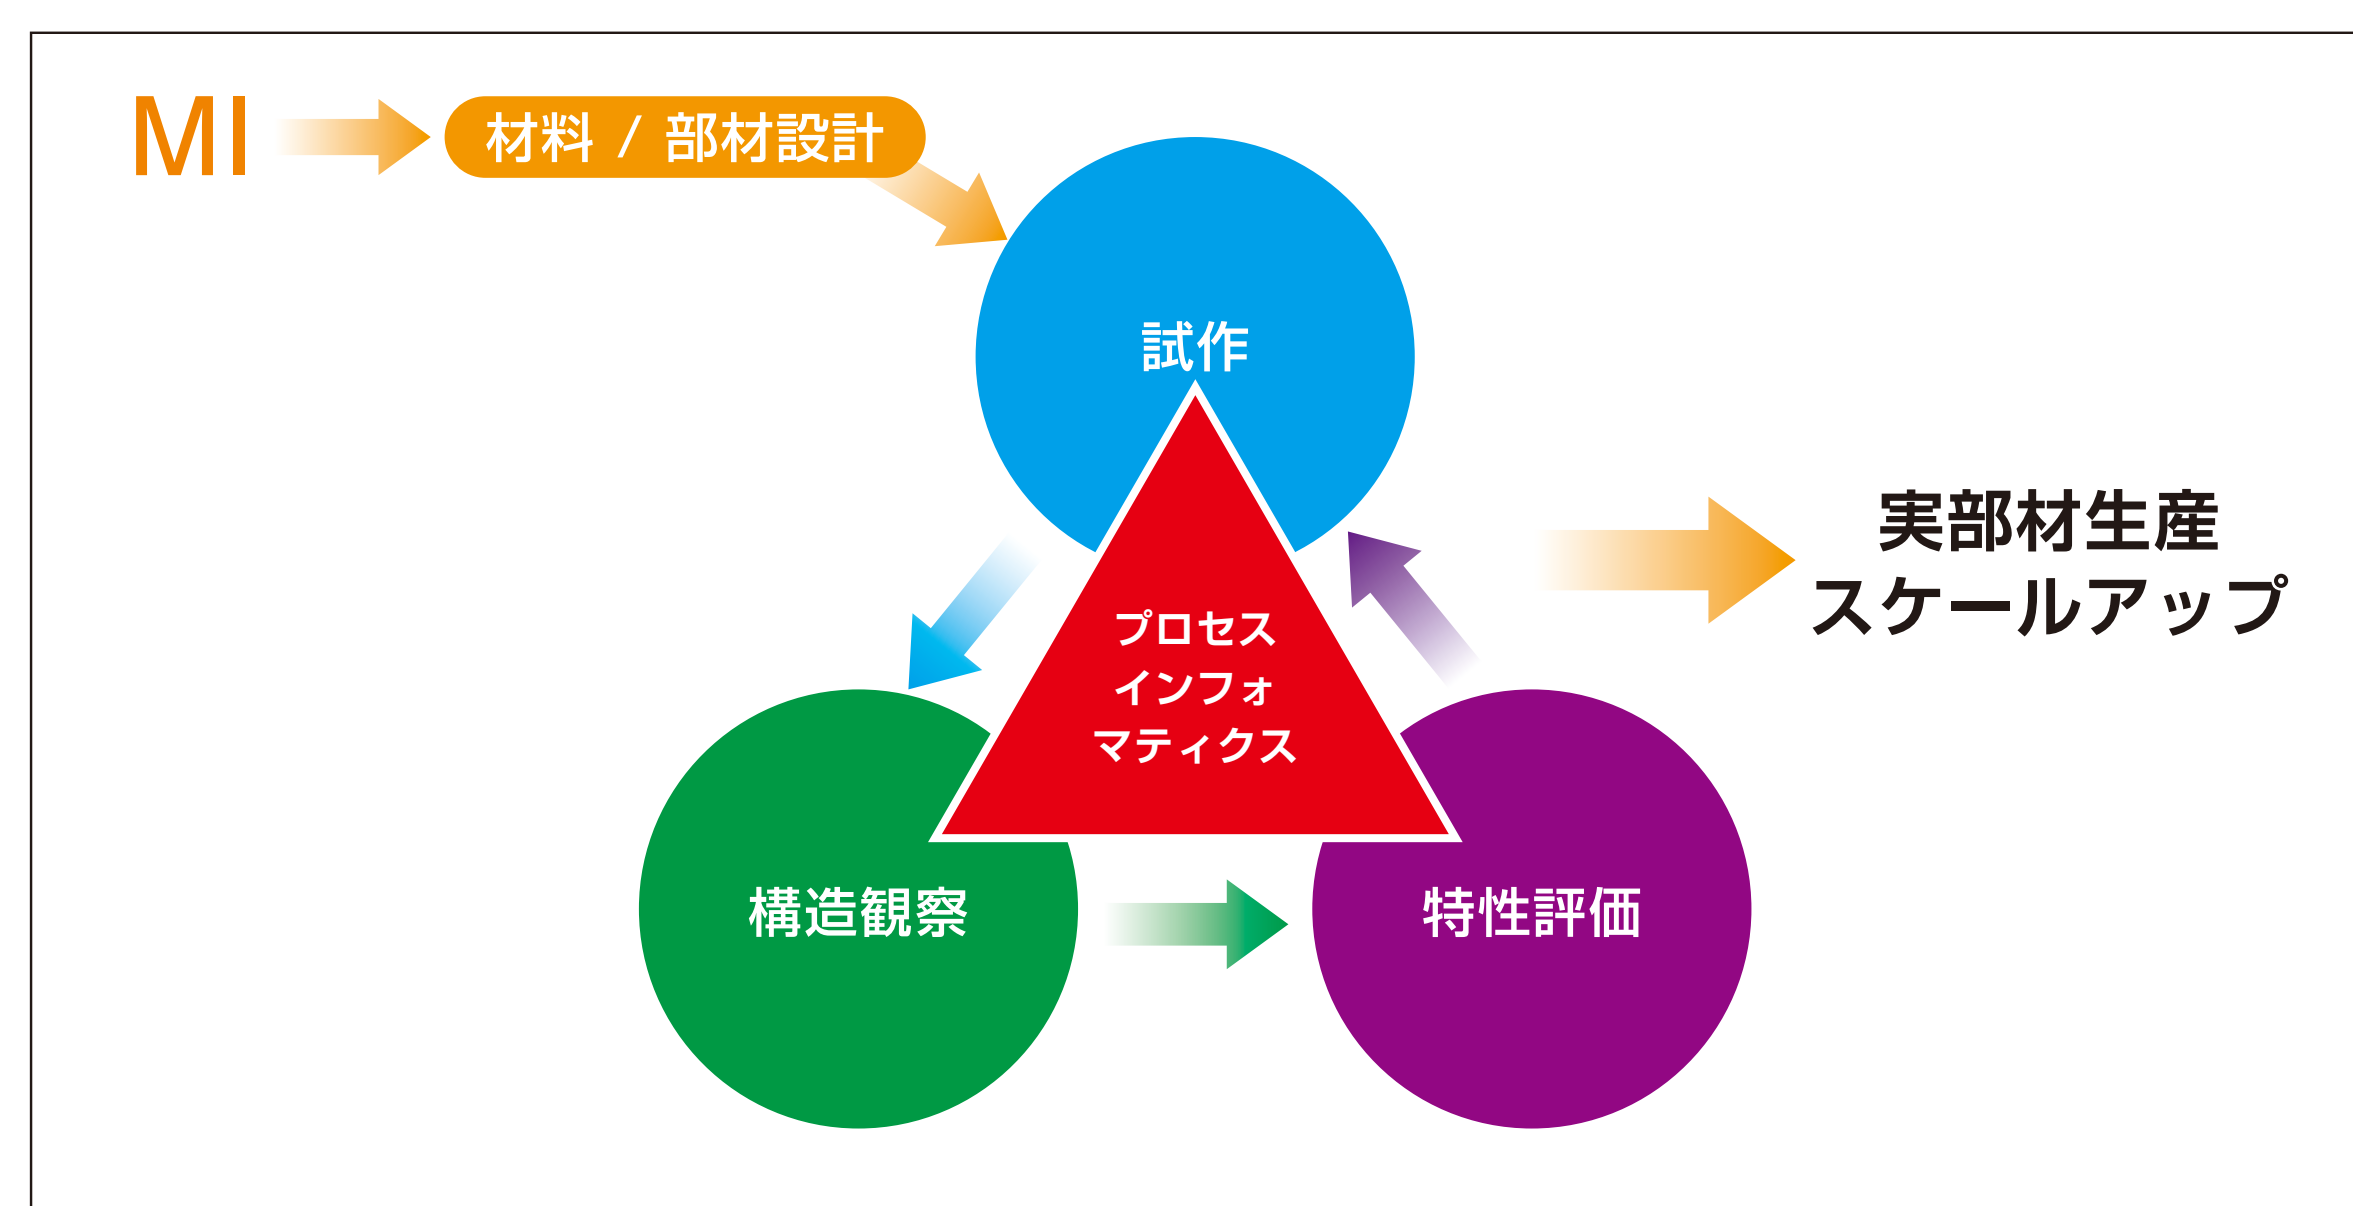 MI
材料 / 部材設計
試作
プロセス
インフォ
マティクス
実部材生産
スケールアップ
構造観察
特性評価